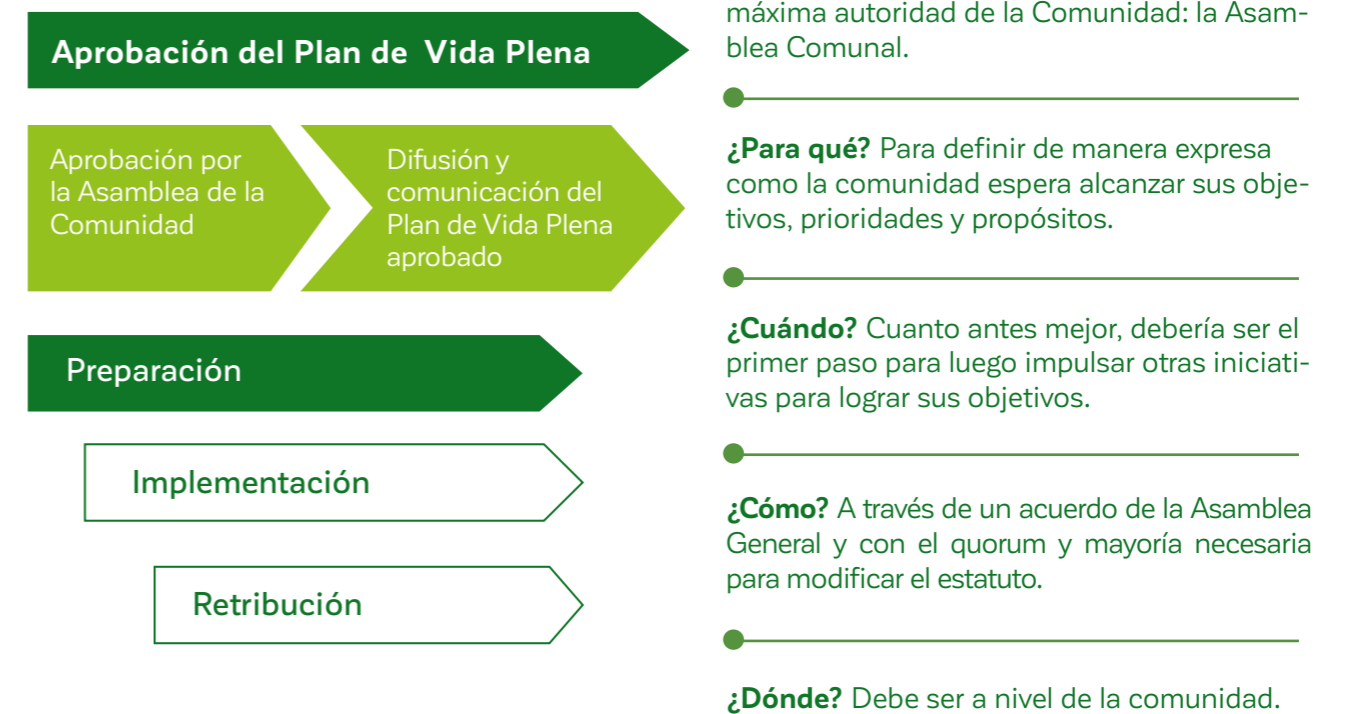 Aprobación del Plan de Vida Plena
Aprobación por
la Asamblea de la
Comunidad
Difusión y
comunicación del
Plan de Vida Plena
aprobado
Preparación
Implementación
Retribución
máxima autoridad de la Comunidad: la Asam-
blea Comunal.
¿Para qué? Para definir de manera expresa
como la comunidad espera alcanzar sus obje-
tivos, prioridades y propósitos.
¿Cuándo? Cuanto antes mejor, debería ser el
primer paso para luego impulsar otras iniciati-
vas para lograr sus objetivos.
¿Cómo? A través de un acuerdo de la Asamblea
General y con el quorum y mayoría necesaria
para modificar el estatuto.
¿Dónde? Debe ser a nivel de la comunidad.